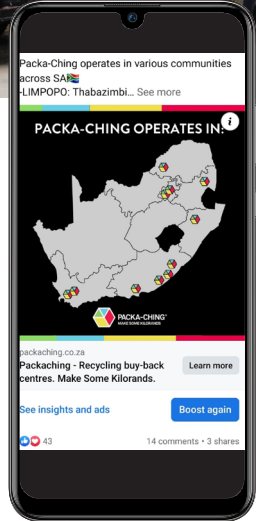 Packa-Ching operates in various communities
across SA🇿🇦
-LIMPOPO: Thabazimbi... See more
PACKA-CHING OPERATES IN:
i
PACKA-CHING™
MAKE SOME KILORANDS
packaching.co.za
Packaching - Recycling buy-back
centres. Make Some Kilorands.
Learn more
See insights and ads
Boost again
43
14 comments • 3 shares